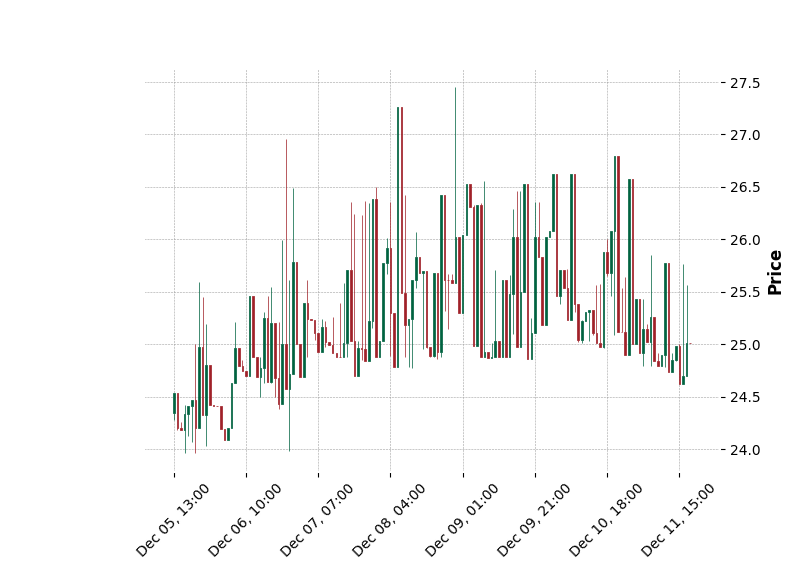 27.5
27.0
26.5
26.0
25.5
25.0
24.5
24.0
Price
Dec 05, 13:00
Dec 06, 10:00
Dec 07, 07:00
Dec 08, 04:00
Dec 09, 01:00
Dec 09, 21:00
Dec 10, 18:00
Dec 11, 15:00